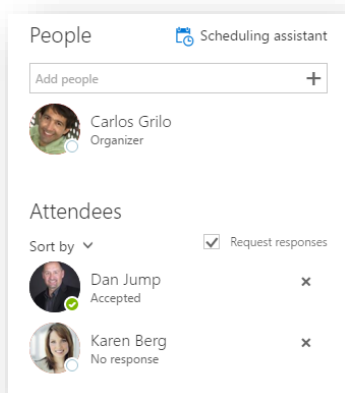 People
Scheduling assistant
Add people
Carlos Grilo
Organizer
Attendees
Sort by
Request responses
Dan Jump
Accepted
Karen Berg
No response